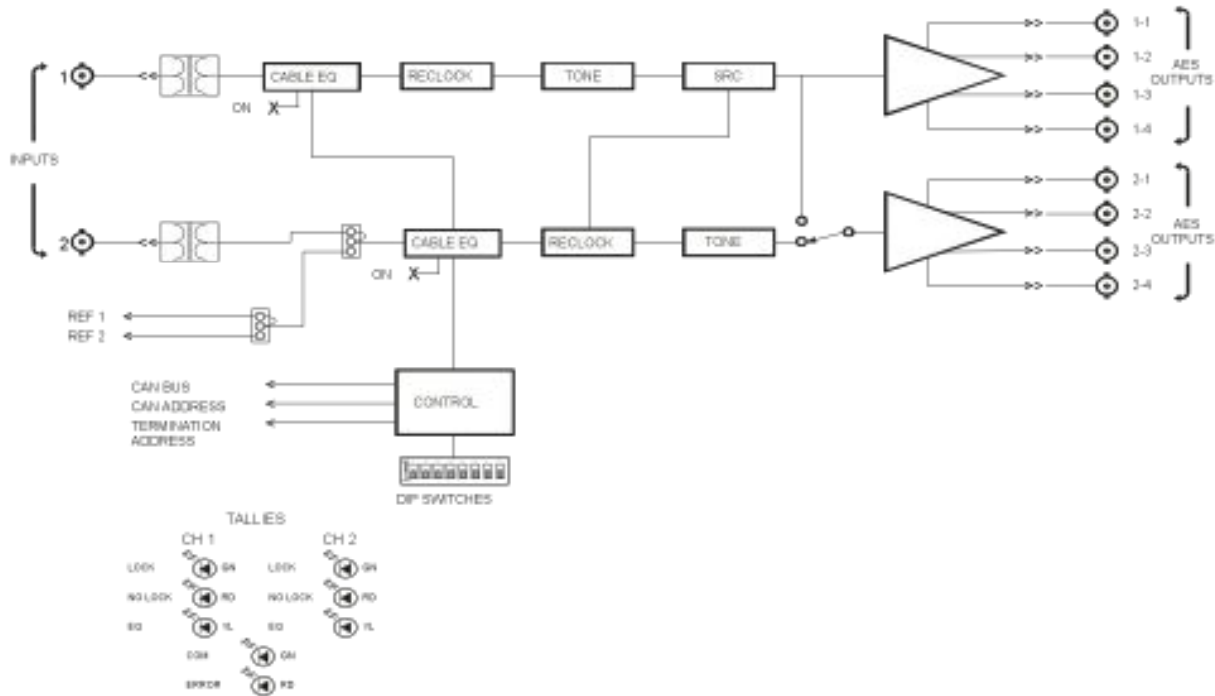 1-1
1-2
1-3
1-4
AES
OUTPUTS
1
CABLE EQ
RECLOCK
TONE
SRC
ON X
INPUTS
2-1
2-2
2-3
2-4
AES
OUTPUTS
2
CABLE EQ
RECLOCK
TONE
ON X
REF 1
REF 2
CAN BUS
CAN ADDRESS
TERMINATION
ADDRESS
CONTROL
DIP SWITCHES
TALLIES
CH 1 CH 2
LOCK GN LOCK GN
NO LOCK RD NO LOCK RD
EQ YL EQ YL
COM GN
ERROR RD